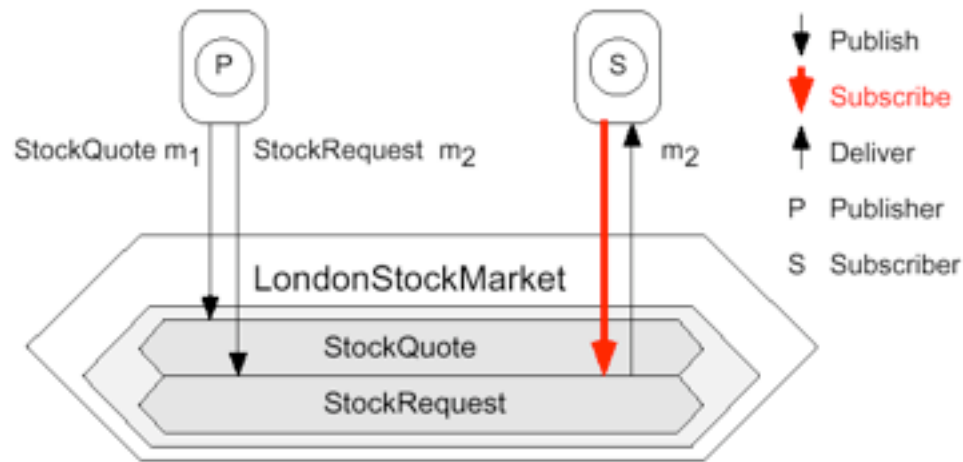 P
S
StockQuote m1
StockRequest m2
m2
LondonStockMarket
StockQuote
StockRequest
Publish
Subscribe
Deliver
P Publisher
S Subscriber